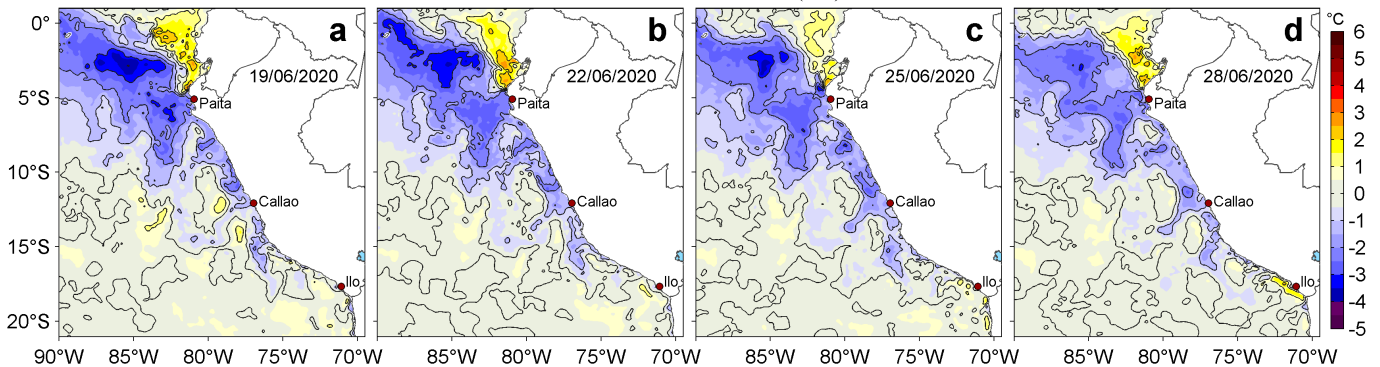 a
b
c
d
°C
0°
5°S
10°S
15°S
20°S
19/06/2020
22/06/2020
25/06/2020
28/06/2020
Paita
Paita
Paita
Paita
Callao
Callao
Callao
Callao
Ilo
Ilo
Ilo
Ilo
90°W 85°W 80°W 75°W 70°W
85°W 80°W 75°W 70°W
85°W 80°W 75°W 70°W
85°W 80°W 75°W 70°W
6
5
4
3
2
1
0
-1
-2
-3
-4
-5